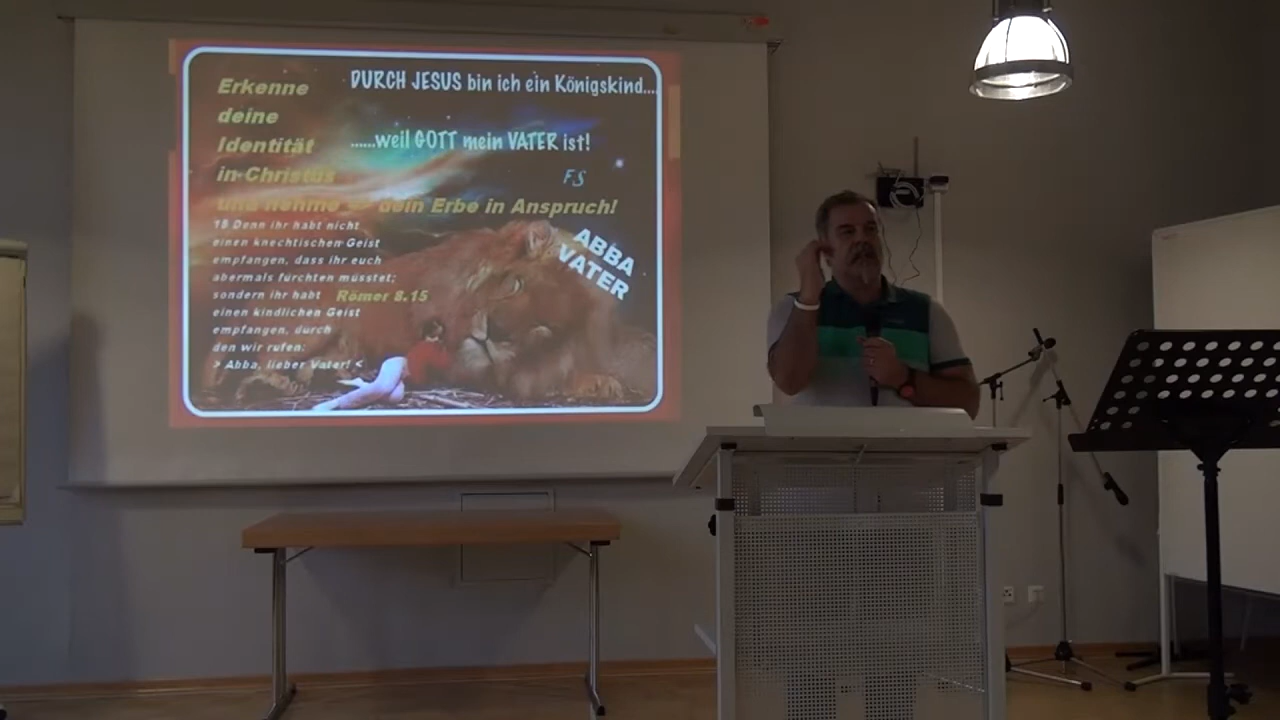 Erkenne
deine
Identität
in Christus
und nehme dein Erbe in Anspruch!
DURCH JESUS bin ich ein Königskind....
......weil GOTT mein VATER ist!
FS
ABBA
VATER
Denn ihr habt nicht
einen knechtischen Geist
empfangen, dass ihr euch
abermals fürchten müsstet;
sondern ihr habt Römer 8.15
einen kindlichen Geist
empfangen, durch
den wir rufen:
> Abba, lieber Vater! <